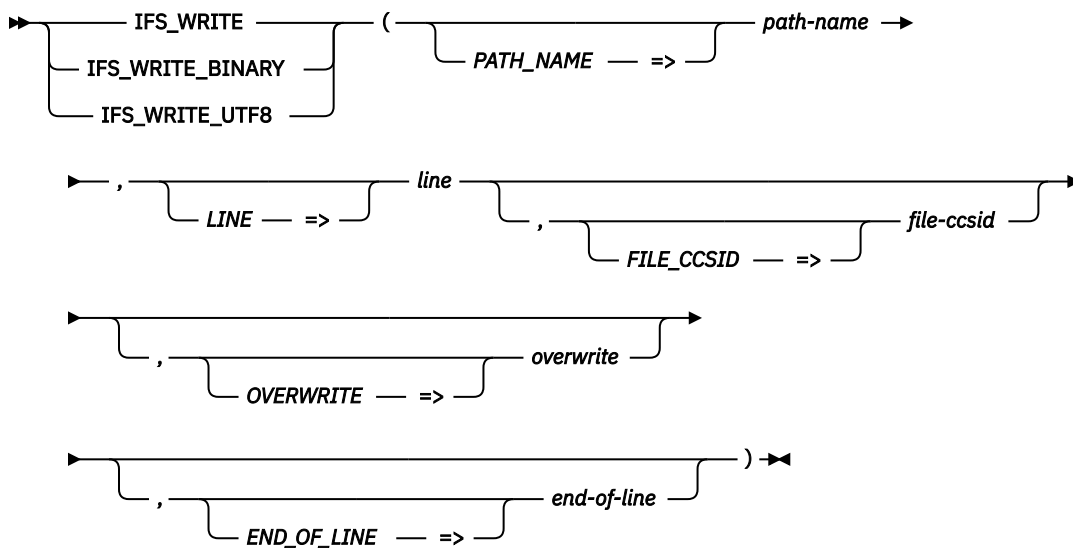 IFS_WRITE ( path-name
PATH_NAME =>
IFS_WRITE_BINARY
IFS_WRITE_UTF8
, line
LINE =>
, file-ccsid
FILE_CCSID =>
, overwrite
OVERWRITE =>
)
, end-of-line
END_OF_LINE =>